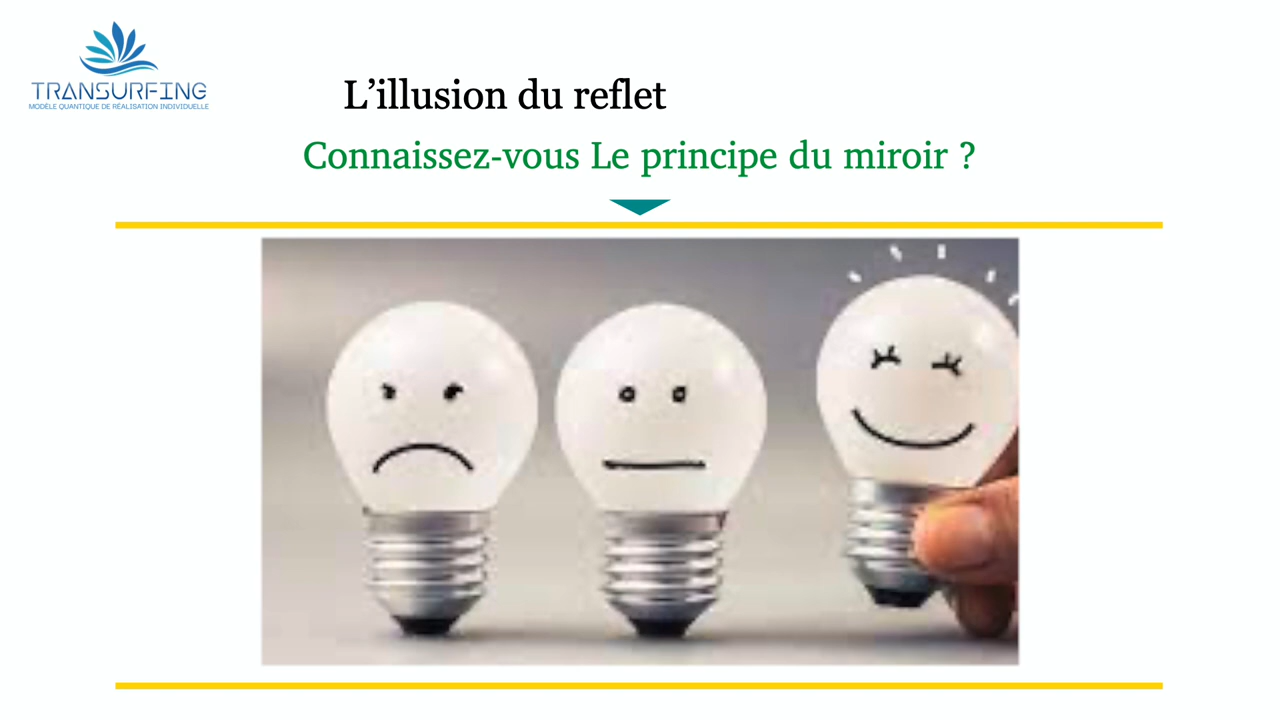 TRANSURFING
MODÈLE QUANTIQUE DE RÉALISATION INDIVIDUELLE
L’illusion du reflet
Connaissez-vous Le principe du miroir ?